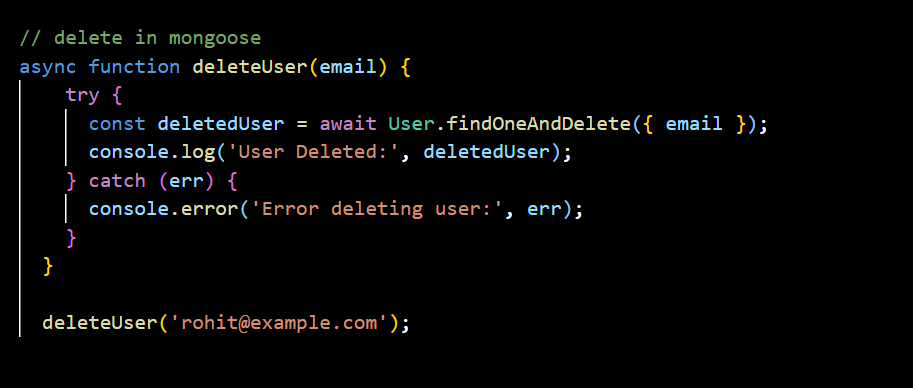 // delete in mongoose
async function deleteUser(email) {
    try {
      const deletedUser = await User.findOneAndDelete({ email });
      console.log('User Deleted:', deletedUser);
    } catch (err) {
      console.error('Error deleting user:', err);
    }
  }

  deleteUser('rohit@example.com');